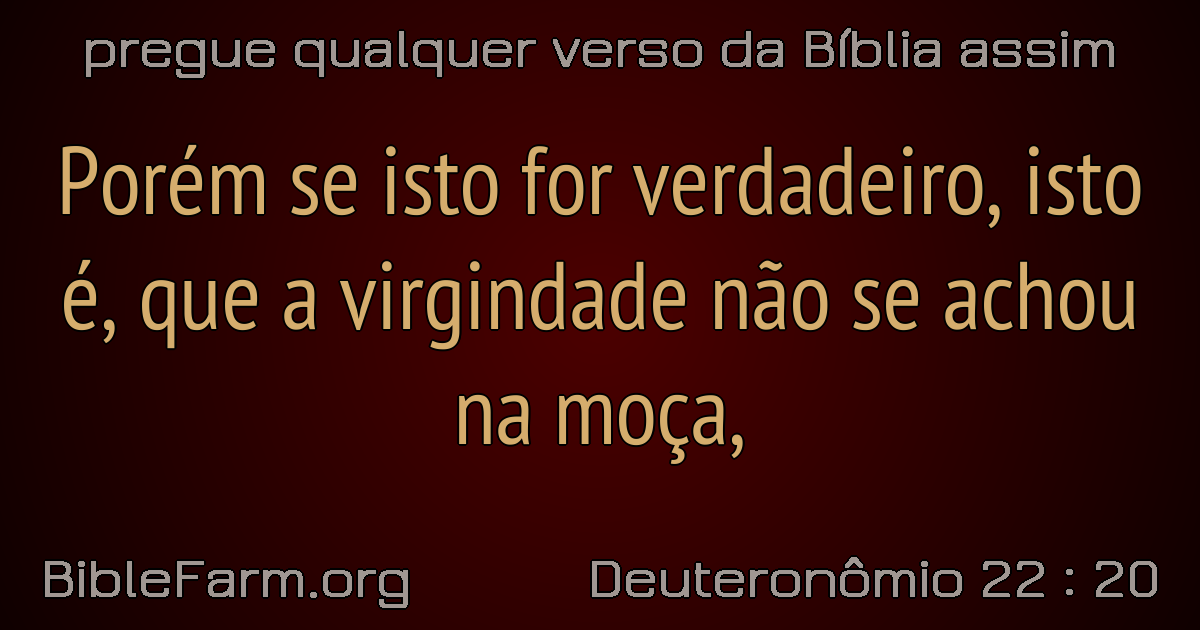 pregue qualquer verso da Bíblia assim
Porém se isto for verdadeiro, isto
é, que a virgindade não se achou
na moça,
BibleFarm.org
Deuteronômio 22 : 20